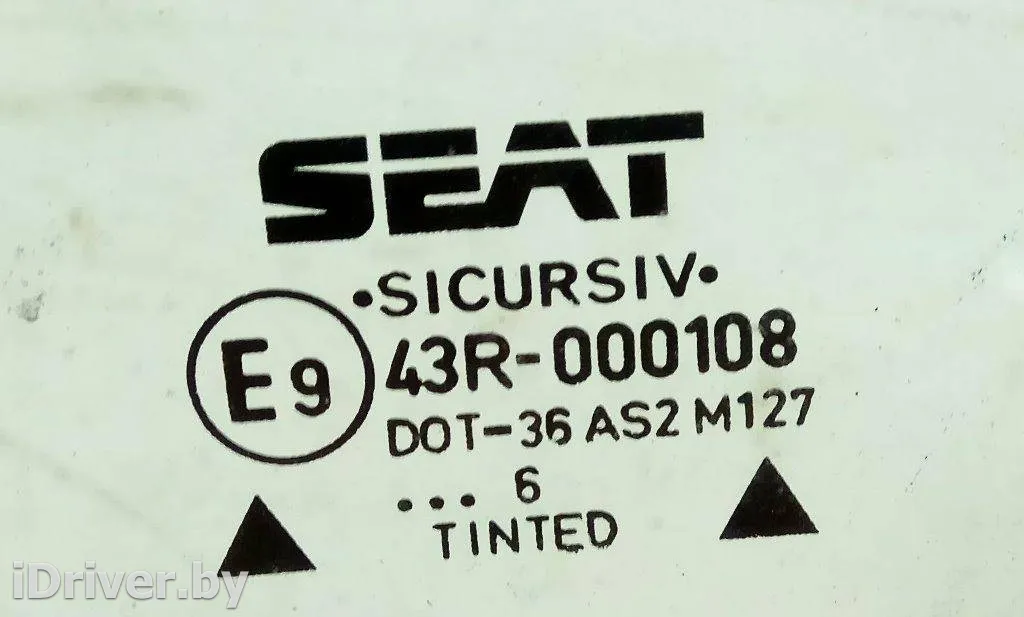 SEAT
•SICURSIV•
E9 43R-000108
DOT-36 AS2 M127
... 6
TINTED
iDriver.by